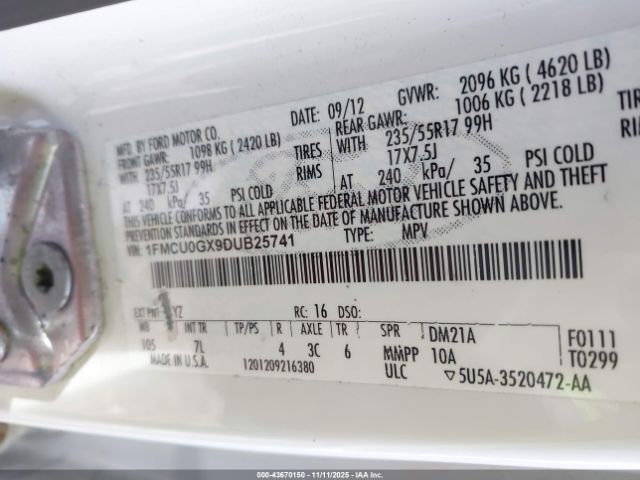 MFD. BY FORD MOTOR CO.
DATE: 09/12 GVWR: 2096 KG ( 4620 LB)
FRONT GAWR: 1098 KG ( 2420 LB) REAR GAWR: 1006 KG ( 2218 LB)
WITH 235/55R17 99H TIRES WITH 235/55R17 99H TIRE
17X7.5J RIMS 17X7.5J RIMS
AT 240 kPa/ 35 PSI COLD AT 240 kPa/ 35 PSI COLD
THIS VEHICLE CONFORMS TO ALL APPLICABLE FEDERAL MOTOR VEHICLE SAFETY AND THEFT
PREVENTION STANDARDS IN EFFECT ON THE DATE OF MANUFACTURE SHOWN ABOVE.
VIN: 1FMCU0GX9DUB25741 TYPE: MPV
EXT PNT: YZ RC: 16 DSO:
WB INT TR TP/PS R AXLE TR SPR DM21A F0111
105 7L 4 3C 6 MMPP 10A T0299
MADE IN U.S.A. 1201209216380 ULC ▽5U5A-3520472-AA
000-43670150 - 11/11/2025 - IAAI.COM